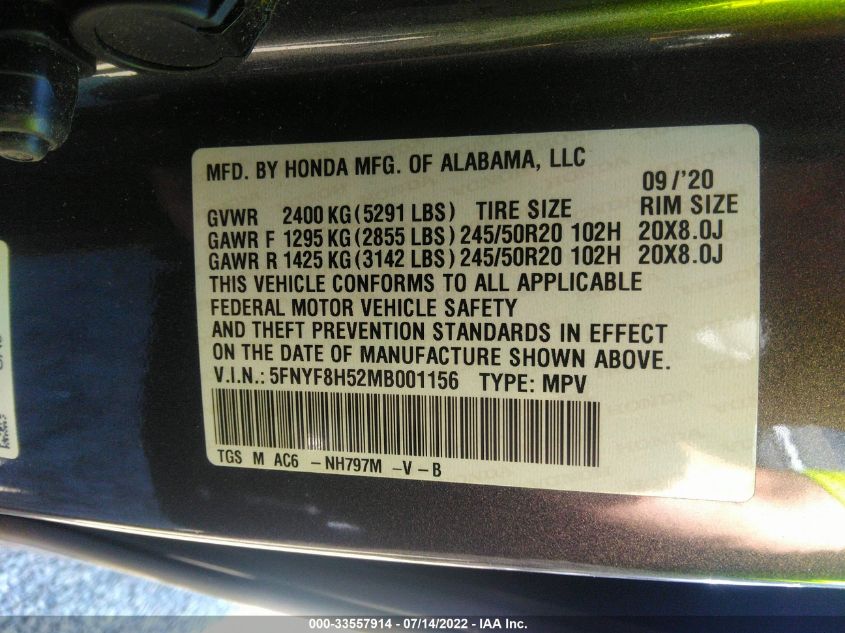 MFD. BY HONDA MFG. OF ALABAMA, LLC
09/'20
GVWR 2400 KG (5291 LBS) TIRE SIZE RIM SIZE
GAWR F 1295 KG (2855 LBS) 245/50R20 102H 20X8.0J
GAWR R 1425 KG (3142 LBS) 245/50R20 102H 20X8.0J
THIS VEHICLE CONFORMS TO ALL APPLICABLE
FEDERAL MOTOR VEHICLE SAFETY
AND THEFT PREVENTION STANDARDS IN EFFECT
ON THE DATE OF MANUFACTURE SHOWN ABOVE.
V.I.N.: 5FNYF8H52MB001156 TYPE: MPV
TGS M AC6 -NH797M -V-B
000-33557914 - 07/14/2022 - IAA Inc.